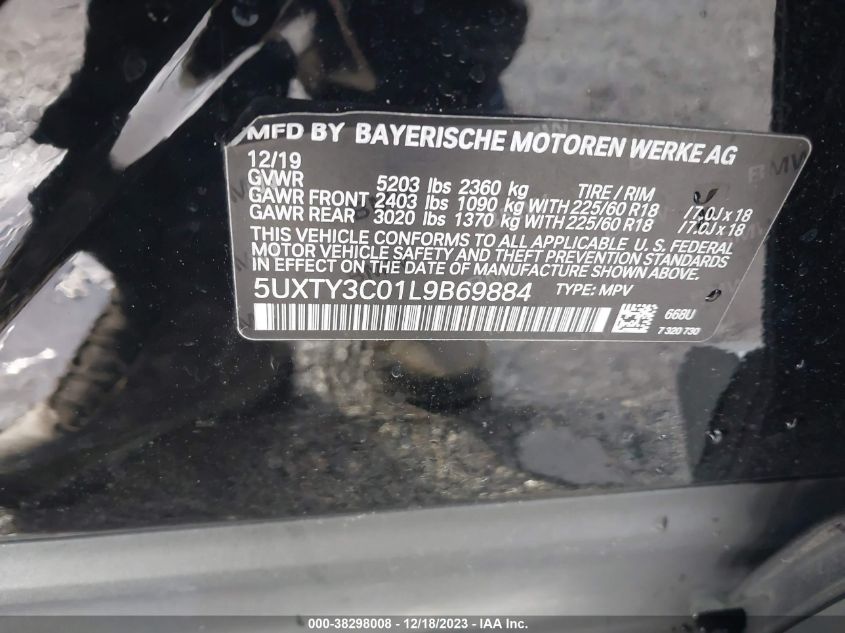 MFD BY BAYERISCHE MOTOREN WERKE AG
12/19
GVWR 5203 lbs 2360 kg TIRE / RIM
GAWR FRONT 2403 lbs 1090 kg WITH 225/60 R18 /7.0J x 18
GAWR REAR 3020 lbs 1370 kg WITH 225/60 R18 /7.0J x 18
THIS VEHICLE CONFORMS TO ALL APPLICABLE U. S. FEDERAL
MOTOR VEHICLE SAFETY AND THEFT PREVENTION STANDARDS
IN EFFECT ON THE DATE OF MANUFACTURE SHOWN ABOVE.
5UXTY3C01L9B69884 TYPE: MPV
668U
7 320 730
000-38298008 - 12/18/2023 - IAA Inc.